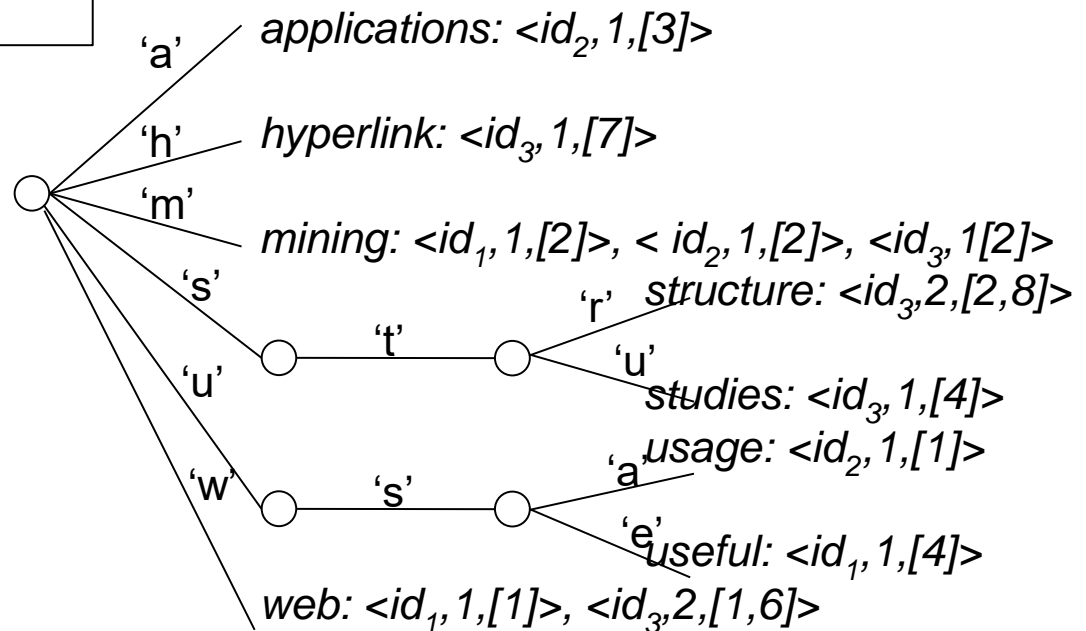 ‘a’
applications: <id₂,1,[3]>
‘h’
hyperlink: <id₃,1,[7]>
‘m’
mining: <id₁,1,[2]>, < id₂,1,[2]>, <id₃,1[2]>
‘s’
‘t’
‘r’
structure: <id₃,2,[2,8]>
‘u’
studies: <id₃,1,[4]>
‘u’
‘s’
‘a’
usage: <id₂,1,[1]>
‘e’
useful: <id₁,1,[4]>
‘w’
web: <id₁,1,[1]>, <id₃,2,[1,6]>